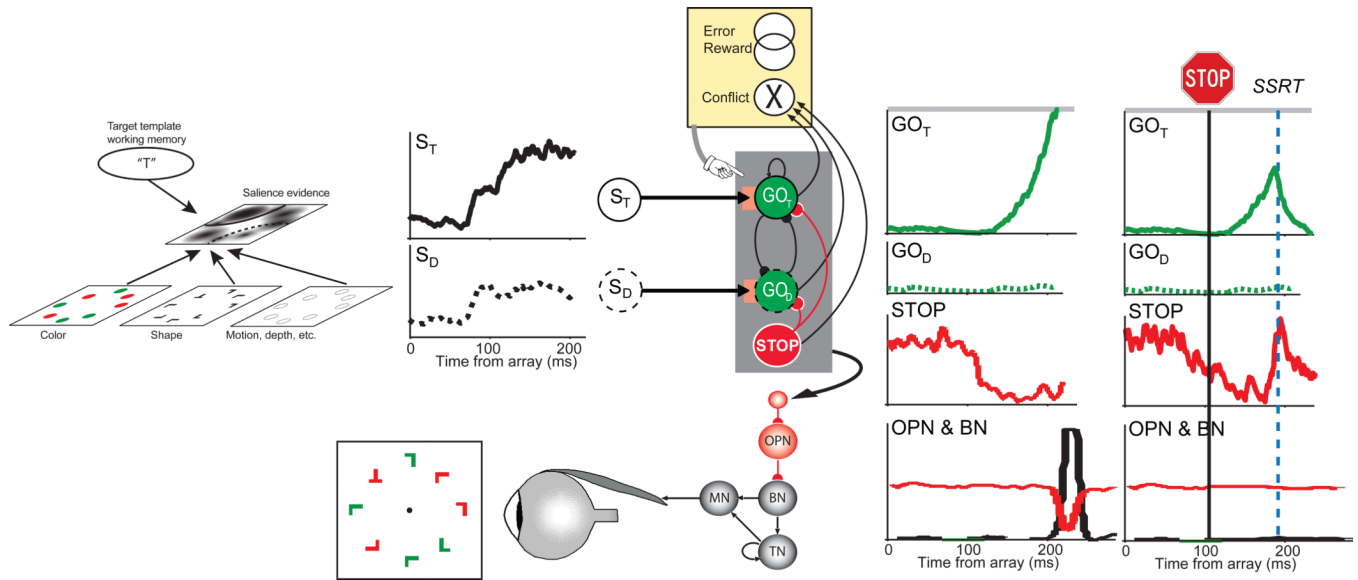 Target template
working memory
"T"
Salience evidence
Color
Shape
Motion, depth, etc.
S_T
S_D
0
100
200
Time from array (ms)
Error
Reward
Conflict
X
S_T
GO_T
S_D
GO_D
STOP
OPN
MN
BN
TN
GO_T
GO_D
STOP
OPN & BN
0
100
200
Time from array (ms)
STOP
SSRT
GO_T
GO_D
STOP
OPN & BN
0
100
200
Time from array (ms)